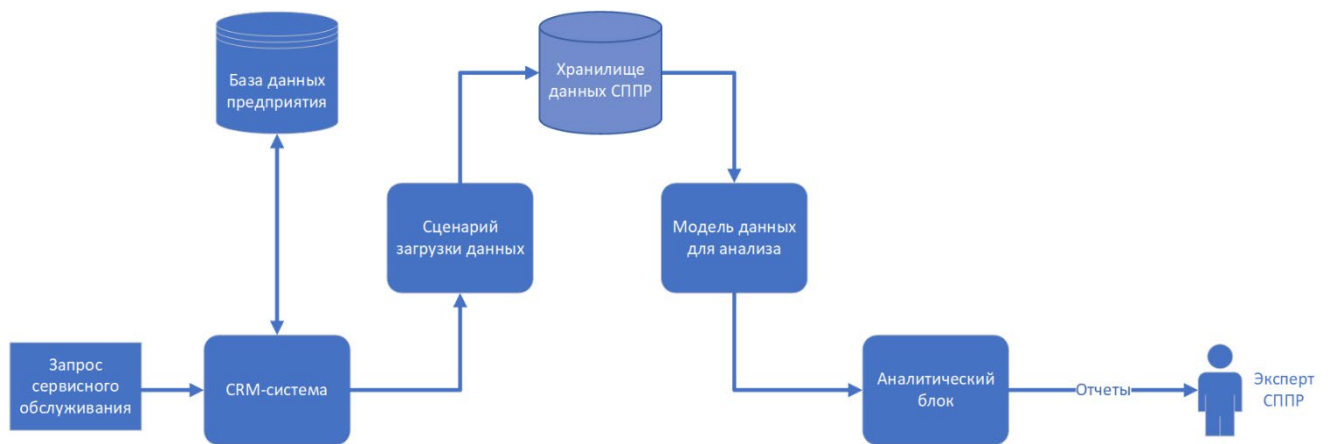 База данных
предприятия
Хранилище
данных СППР
Сценарий
загрузки данных
Модель данных
для анализа
Запрос
сервисного
обслуживания
CRM-система
Аналитический
блок
Отчеты
Эксперт
СППР